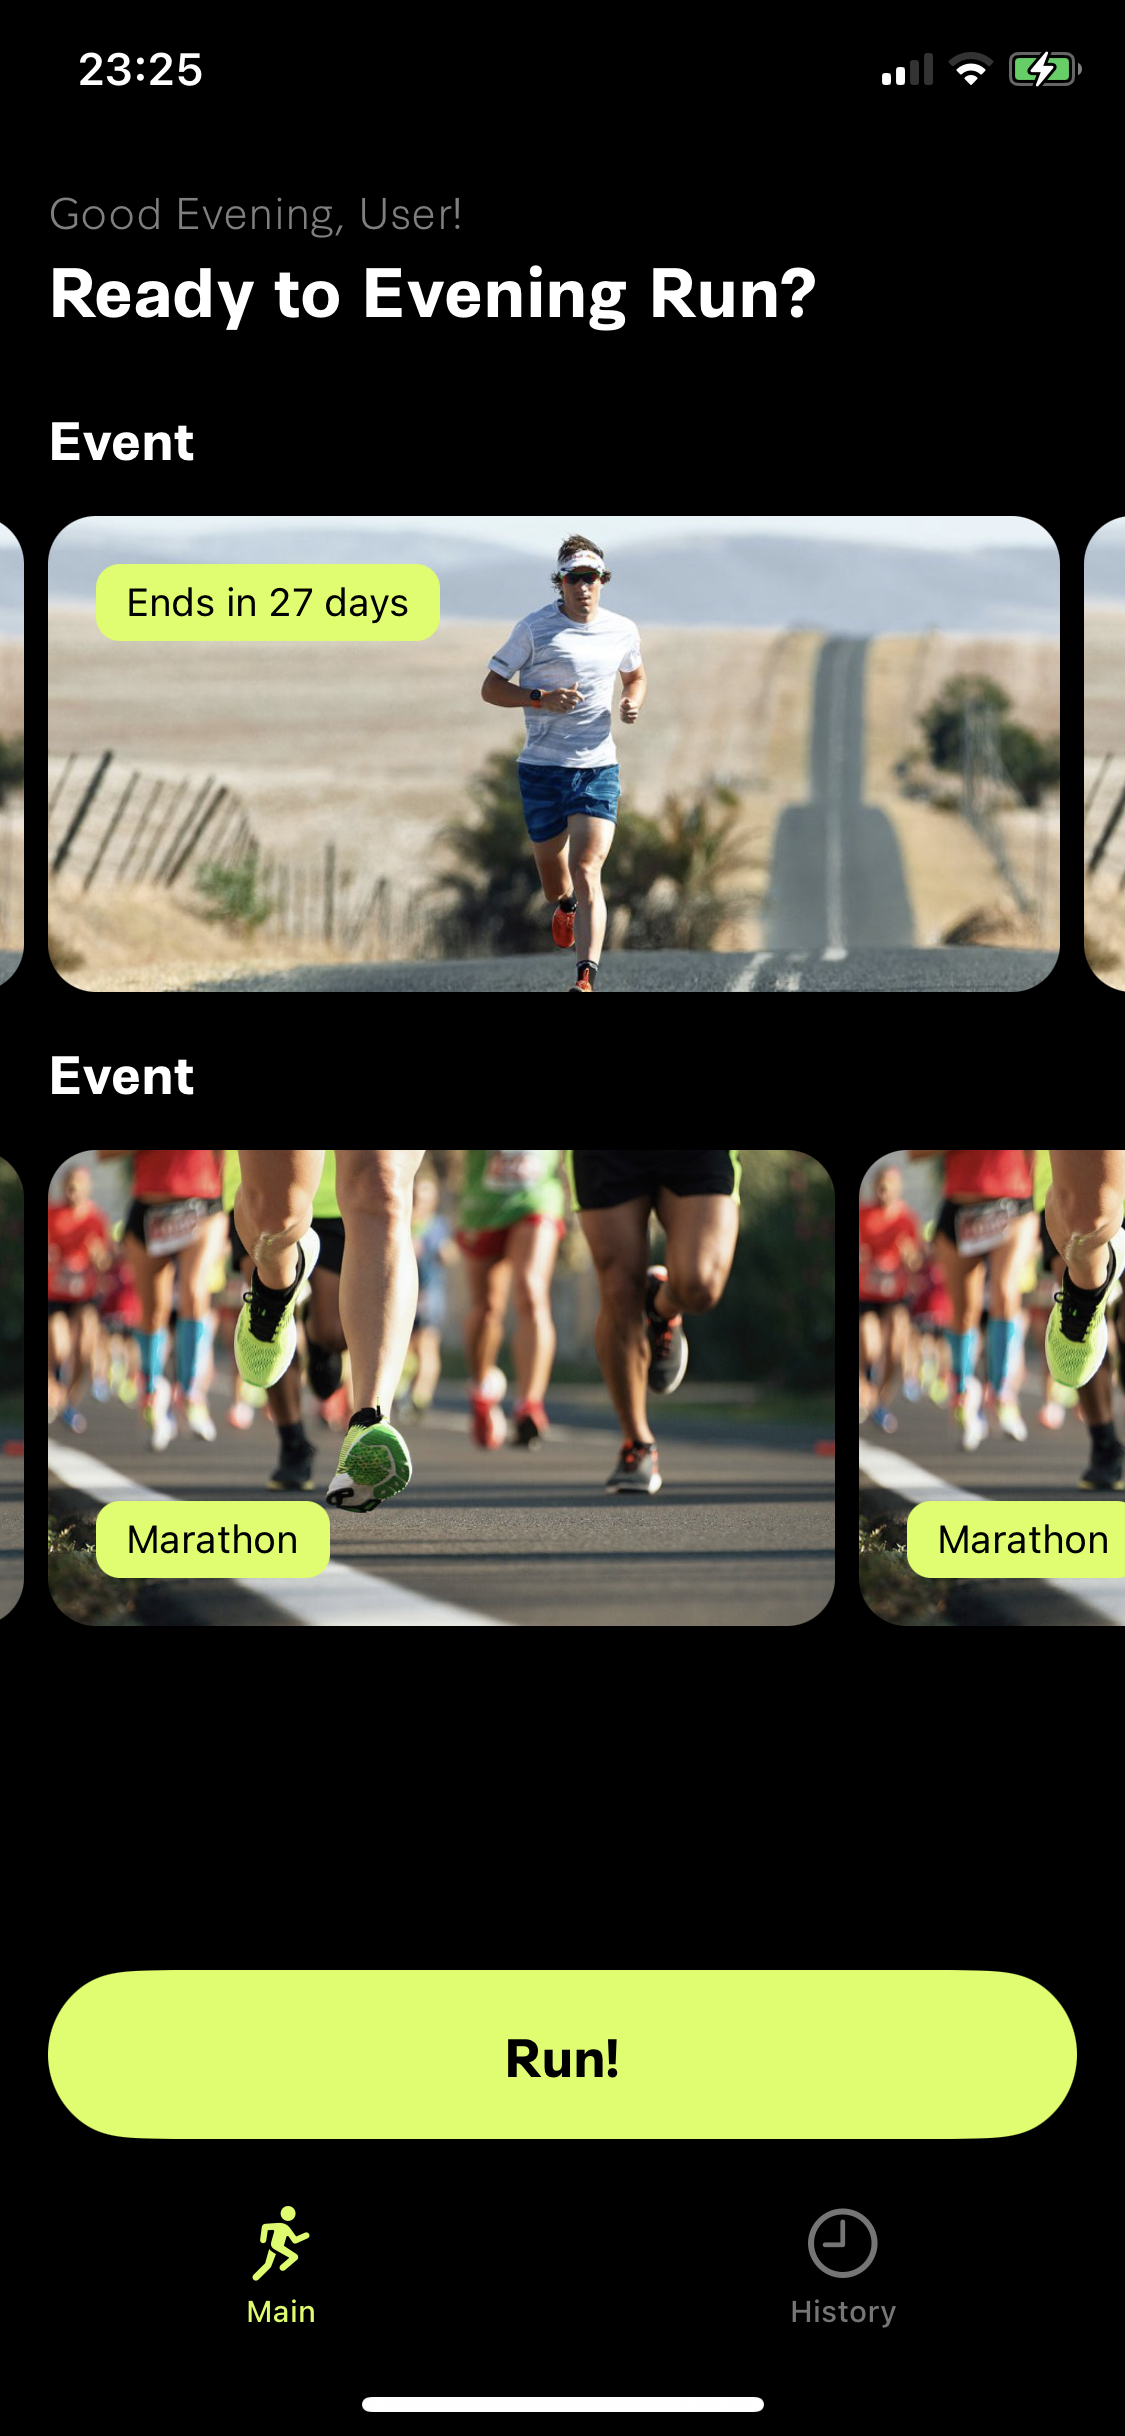 23:25
Good Evening, User!
Ready to Evening Run?
Event
Ends in 27 days
Event
Marathon
Marathon
Run!
Main
History